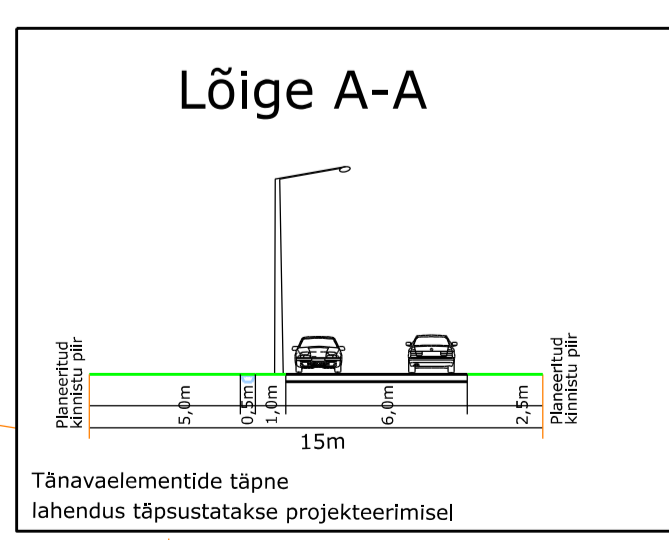 Lõige A-A
Planeeritud
kinnistu piir
5,0m
0,5m
1,0m
6,0m
2,5m
Planeeritud
kinnistu piir
15m
Tänavaelementide täpne
lahendus täpsustatakse projekteerimisel